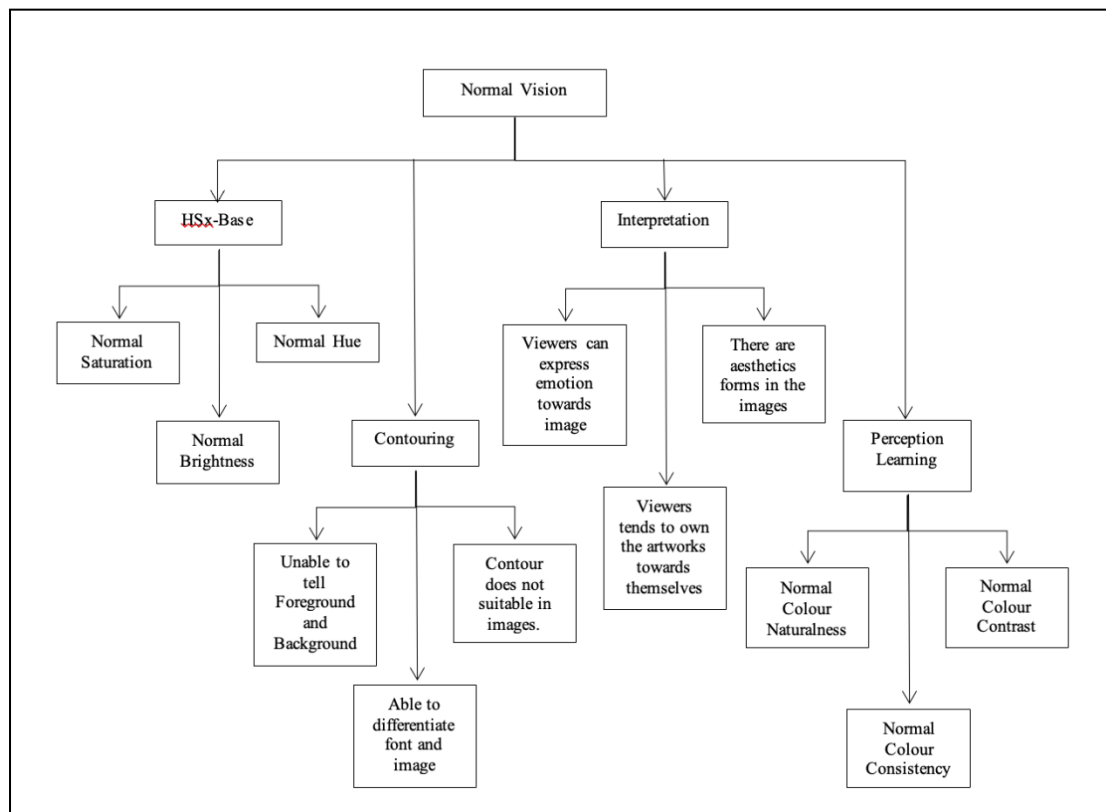 Normal Vision
HSx-Base
Interpretation
Normal
Saturation
Normal Hue
Viewers can
express
emotion
towards
image
There are
aesthetics
forms in the
images
Normal
Brightness
Contouring
Perception
Learning
Unable to
tell
Foreground
and
Background
Contour
does not
suitable in
images.
Viewers
tends to own
the artworks
towards
themselves
Normal
Colour
Naturalness
Normal
Colour
Contrast
Able to
differentiate
font and
image
Normal
Colour
Consistency